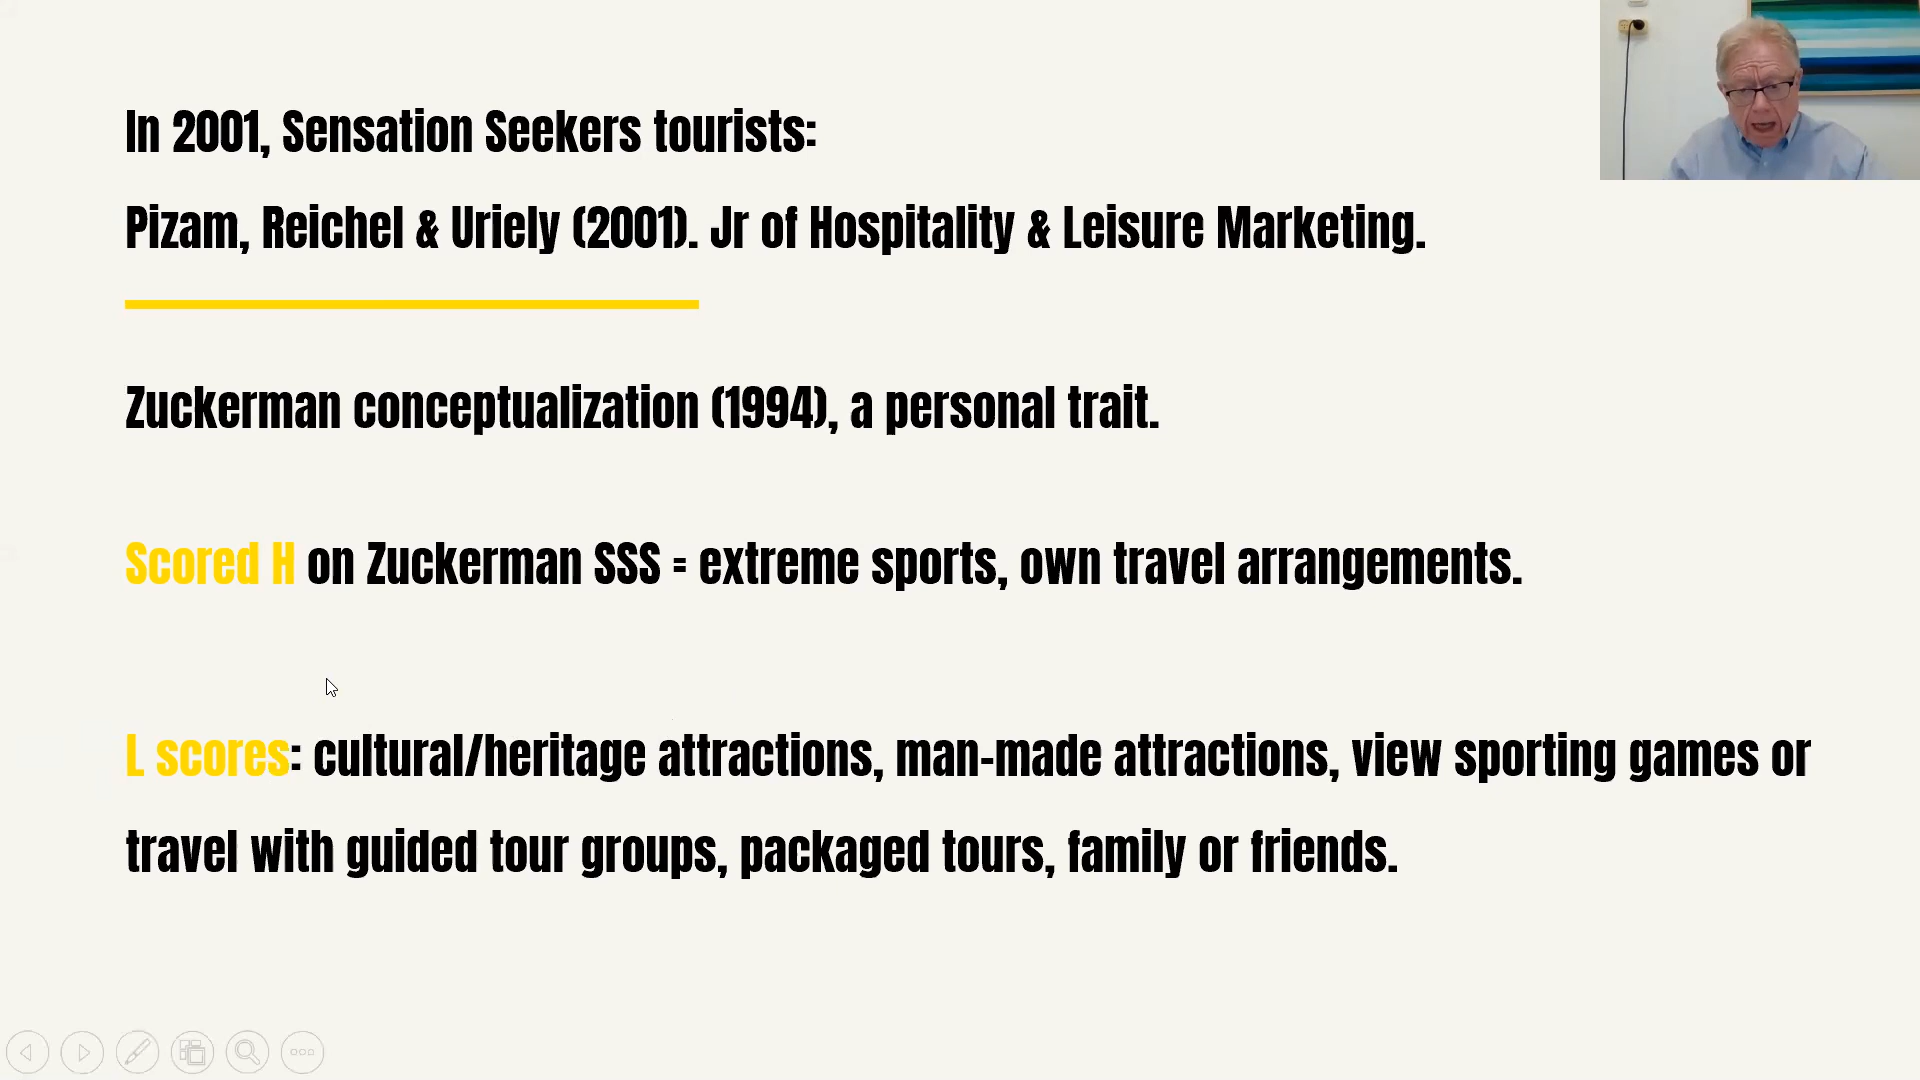 In 2001, Sensation Seekers tourists:
Pizam, Reichel & Uriely (2001). Jr of Hospitality & Leisure Marketing.
Zuckerman conceptualization (1994), a personal trait.
Scored H on Zuckerman SSS = extreme sports, own travel arrangements.
L scores: cultural/heritage attractions, man-made attractions, view sporting games or
travel with guided tour groups, packaged tours, family or friends.